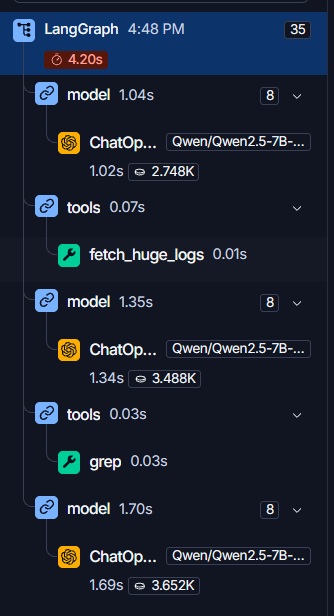 LangGraph 4:48 PM 35
4.20s
model 1.04s 8
ChatOp... Qwen/Qwen2.5-7B-...
1.02s 2.748K
tools 0.07s
fetch_huge_logs 0.01s
model 1.35s 8
ChatOp... Qwen/Qwen2.5-7B-...
1.34s 3.488K
tools 0.03s
grep 0.03s
model 1.70s 8
ChatOp... Qwen/Qwen2.5-7B-...
1.69s 3.652K